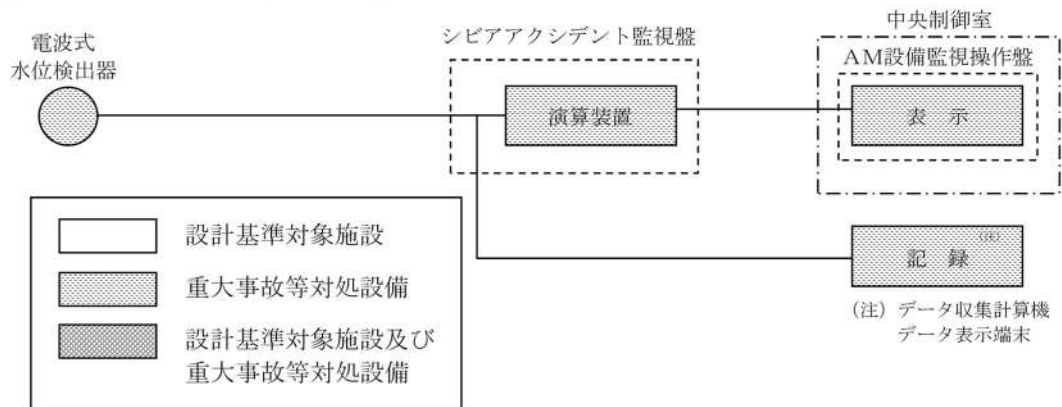 電波式
水位検出器
シビアアクシデント監視盤
演算装置
中央制御室
AM設備監視操作盤
表 示
記 録 (注)
(注) データ収集計算機
データ表示端末
設計基準対象施設
重大事故等対処設備
設計基準対象施設及び
重大事故等対処設備